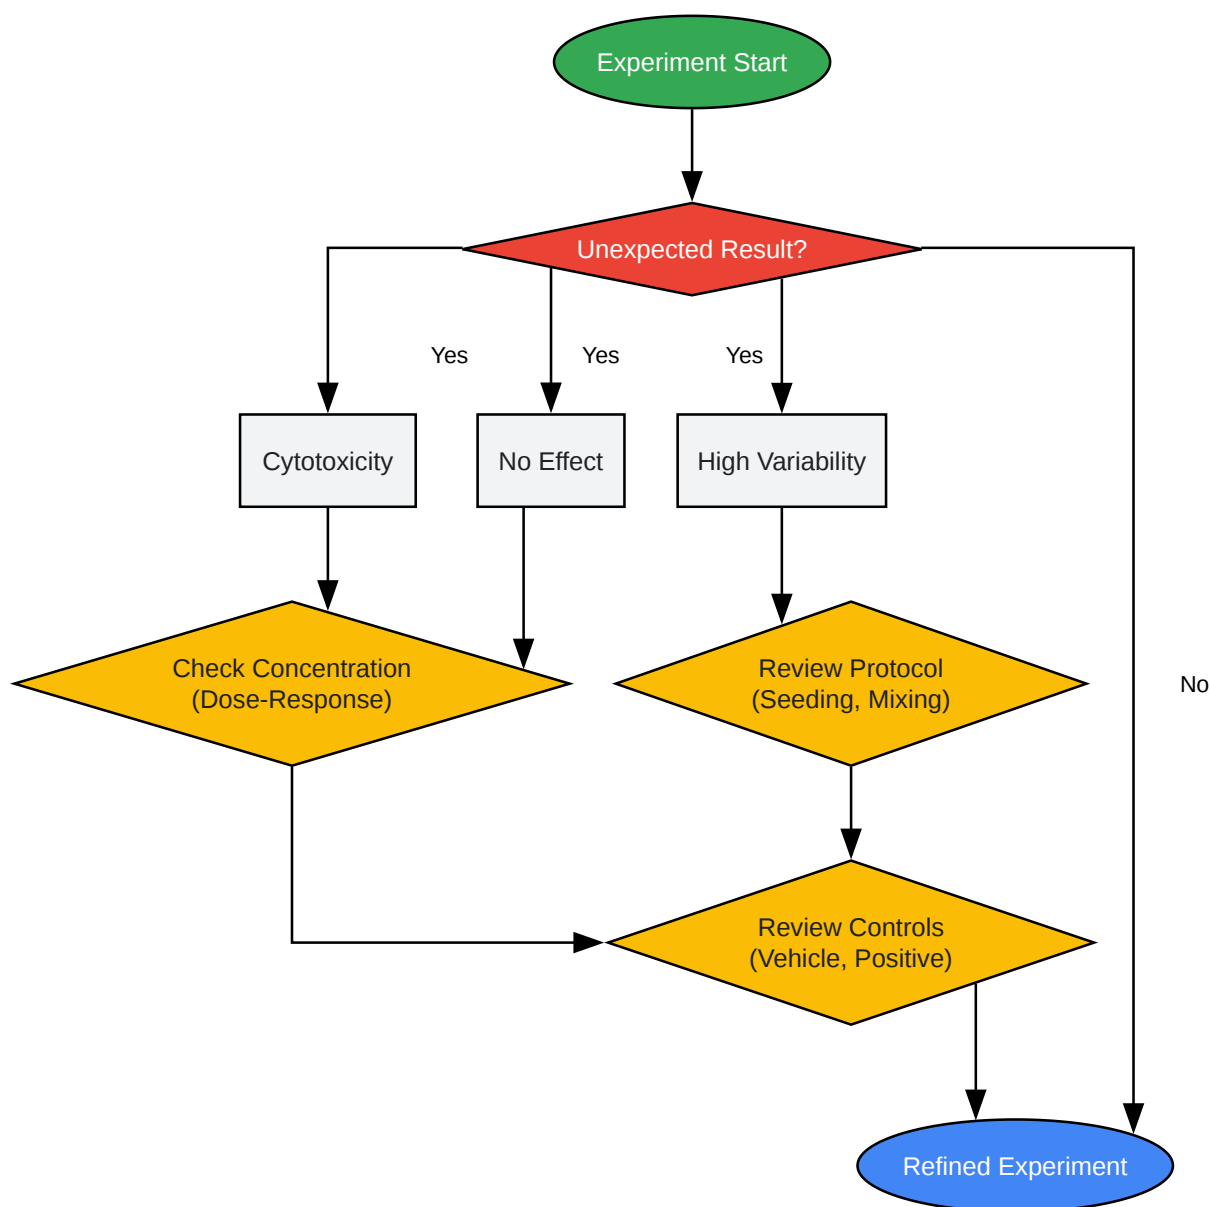 Experiment Start
Unexpected Result?
Yes
Yes
Yes
Cytotoxicity
No Effect
High Variability
Check Concentration
(Dose-Response)
Review Protocol
(Seeding, Mixing)
No
Review Controls
(Vehicle, Positive)
Refined Experiment